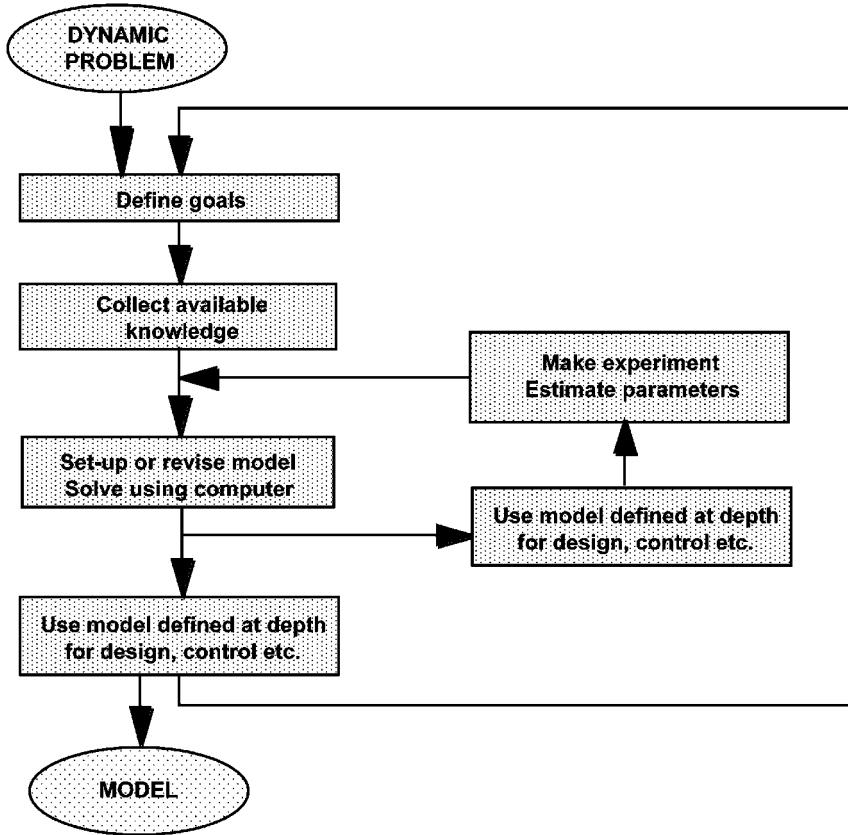 DYNAMIC
PROBLEM
Define goals
Collect available
knowledge
Make experiment
Estimate parameters
Set-up or revise model
Solve using computer
Use model defined at depth
for design, control etc.
Use model defined at depth
for design, control etc.
MODEL